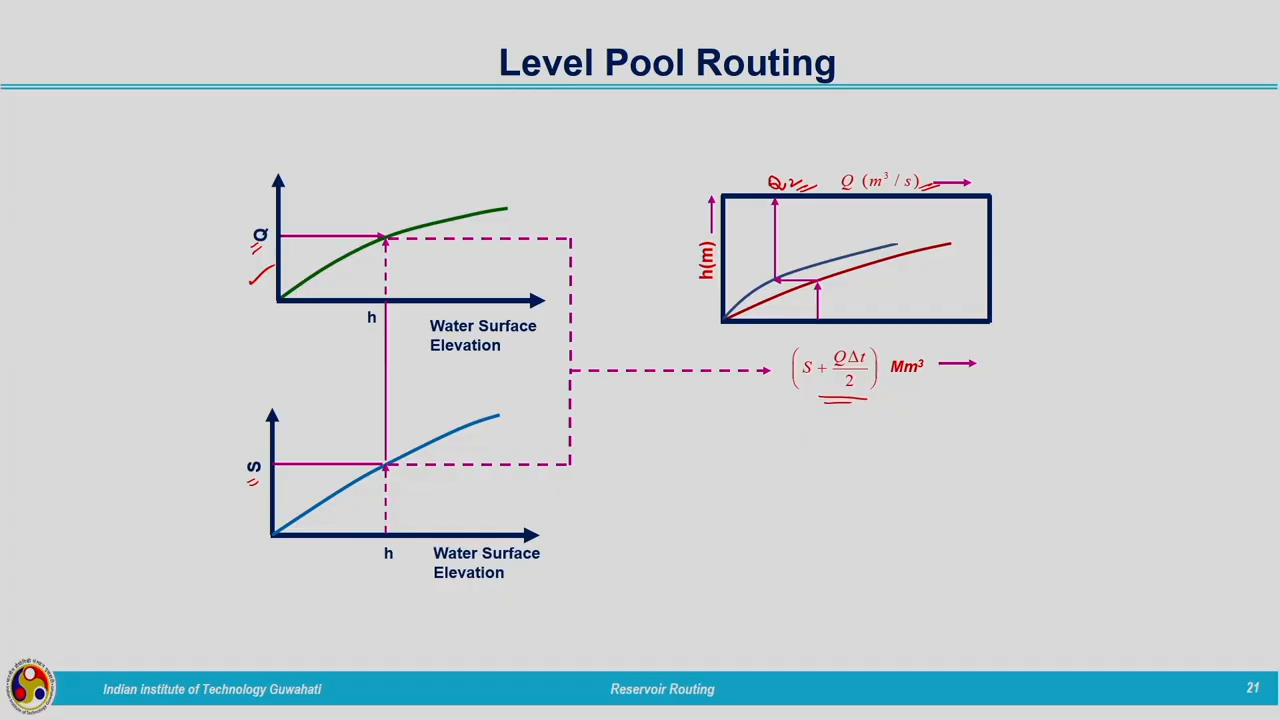 Level Pool Routing
Q
h
Water Surface
Elevation
S
h
Water Surface
Elevation
Q2
Q (m³ / s)
h(m)
(S + QΔt / 2) Mm³
Indian institute of Technology Guwahati
Reservoir Routing
21